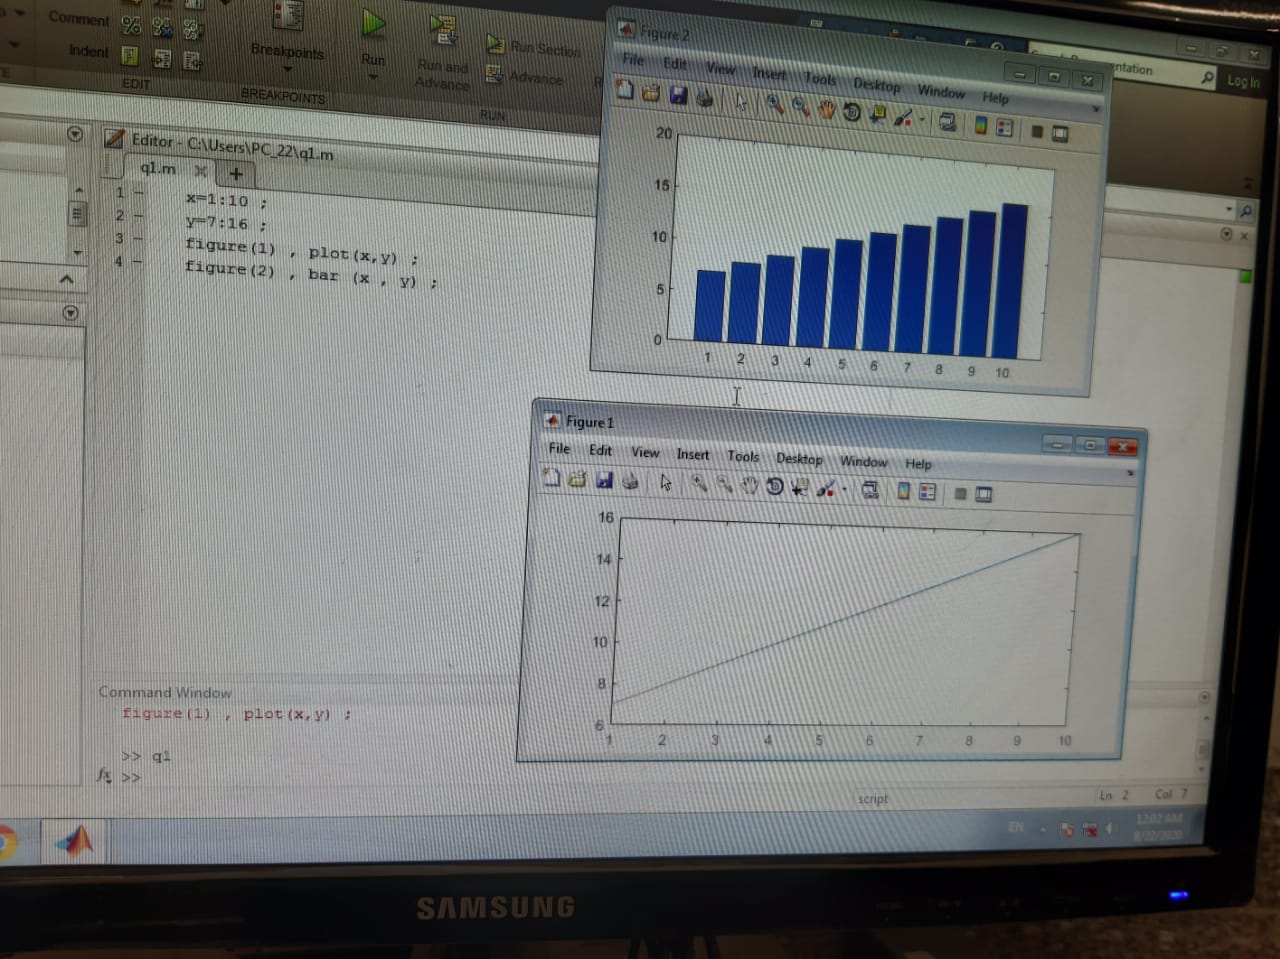 Comment
Indent
EDIT
Breakpoints
BREAKPOINTS
Run
Run and
Advance
Run Section
Advance
RUN
Log In
Editor - C:\Users\PC_22\q1.m
q1.m
1 x=1:10 ;
2 y=7:16 ;
3 figure(1) , plot(x,y) ;
4 figure(2) , bar (x , y) ;
Figure 2
File Edit View Insert Tools Desktop Window Help
20
15
10
5
0
1 2 3 4 5 6 7 8 9 10
Figure 1
File Edit View Insert Tools Desktop Window Help
16
14
12
10
8
6
1 2 3 4 5 6 7 8 9 10
Command Window
figure(1) , plot(x,y) ;
>> q1
fx >>
script Ln 2 Col 7
EN 12:02 AM
8/22/2020
SAMSUNG